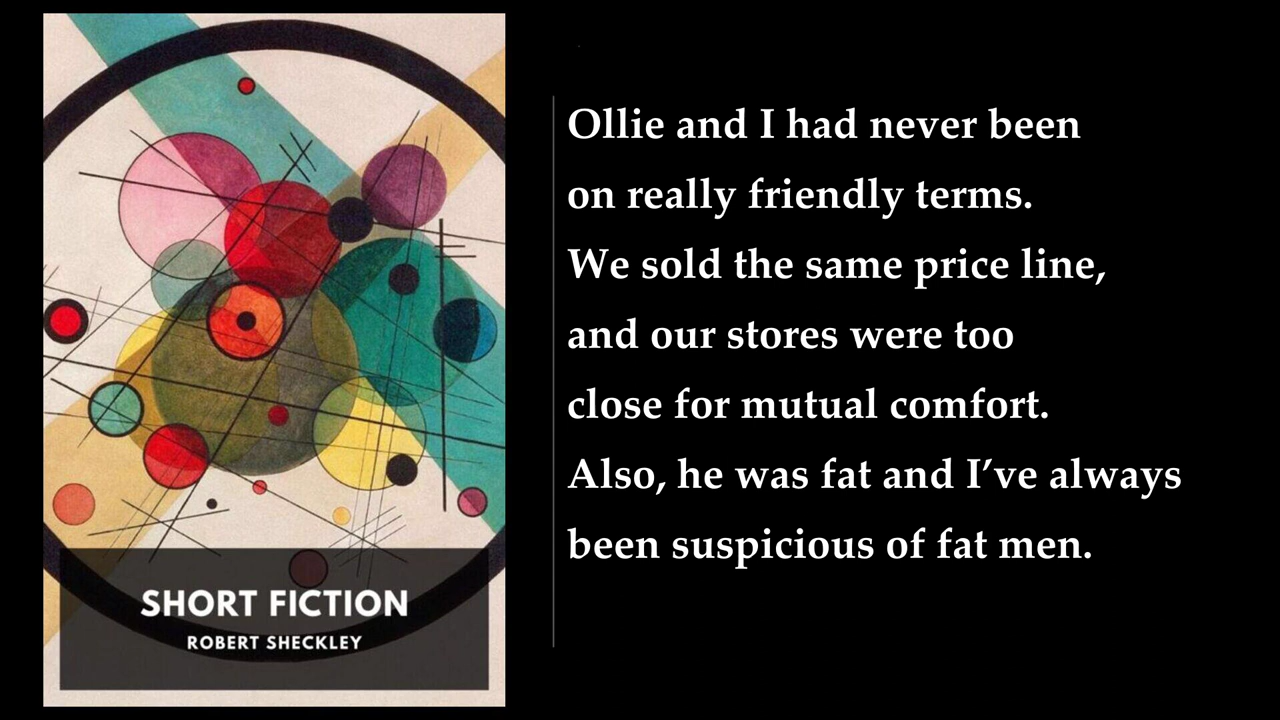 SHORT FICTION
ROBERT SHECKLEY
Ollie and I had never been
on really friendly terms.
We sold the same price line,
and our stores were too
close for mutual comfort.
Also, he was fat and I’ve always
been suspicious of fat men.